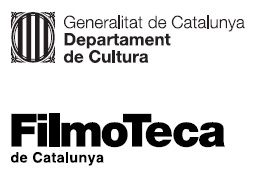 Generalitat de Catalunya
Departament
de Cultura
FilmoTeca
de Catalunya